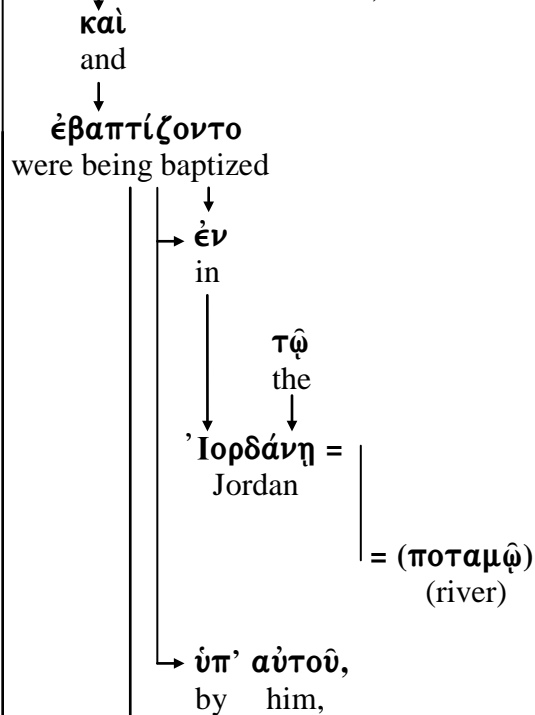 καὶ
and
ἐβαπτίζοντο
were being baptized
ἐν
in
τῷ
the
Ἰορδάνῃ =
Jordan
= (ποταμῷ)
(river)
ὑπ’ αὐτοῦ,
by him,